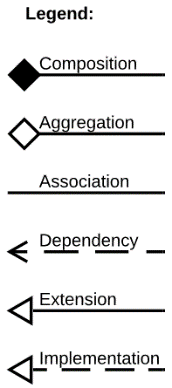 Legend:
Composition
Aggregation
Association
Dependency
Extension
Implementation